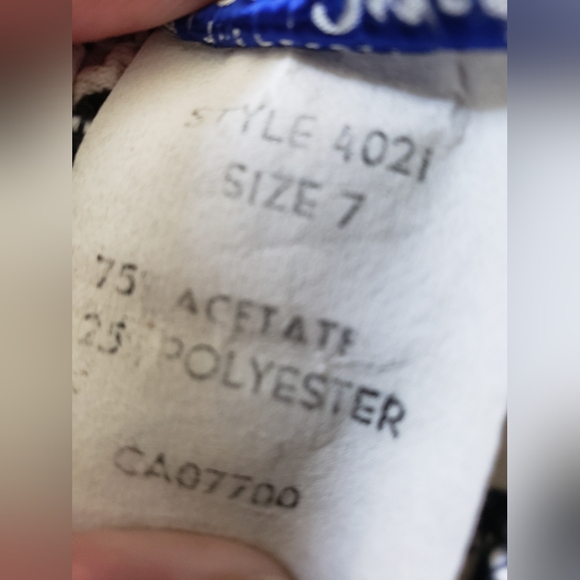 STYLE 4021
SIZE 7
75% ACETATE
25% POLYESTER
CA07700